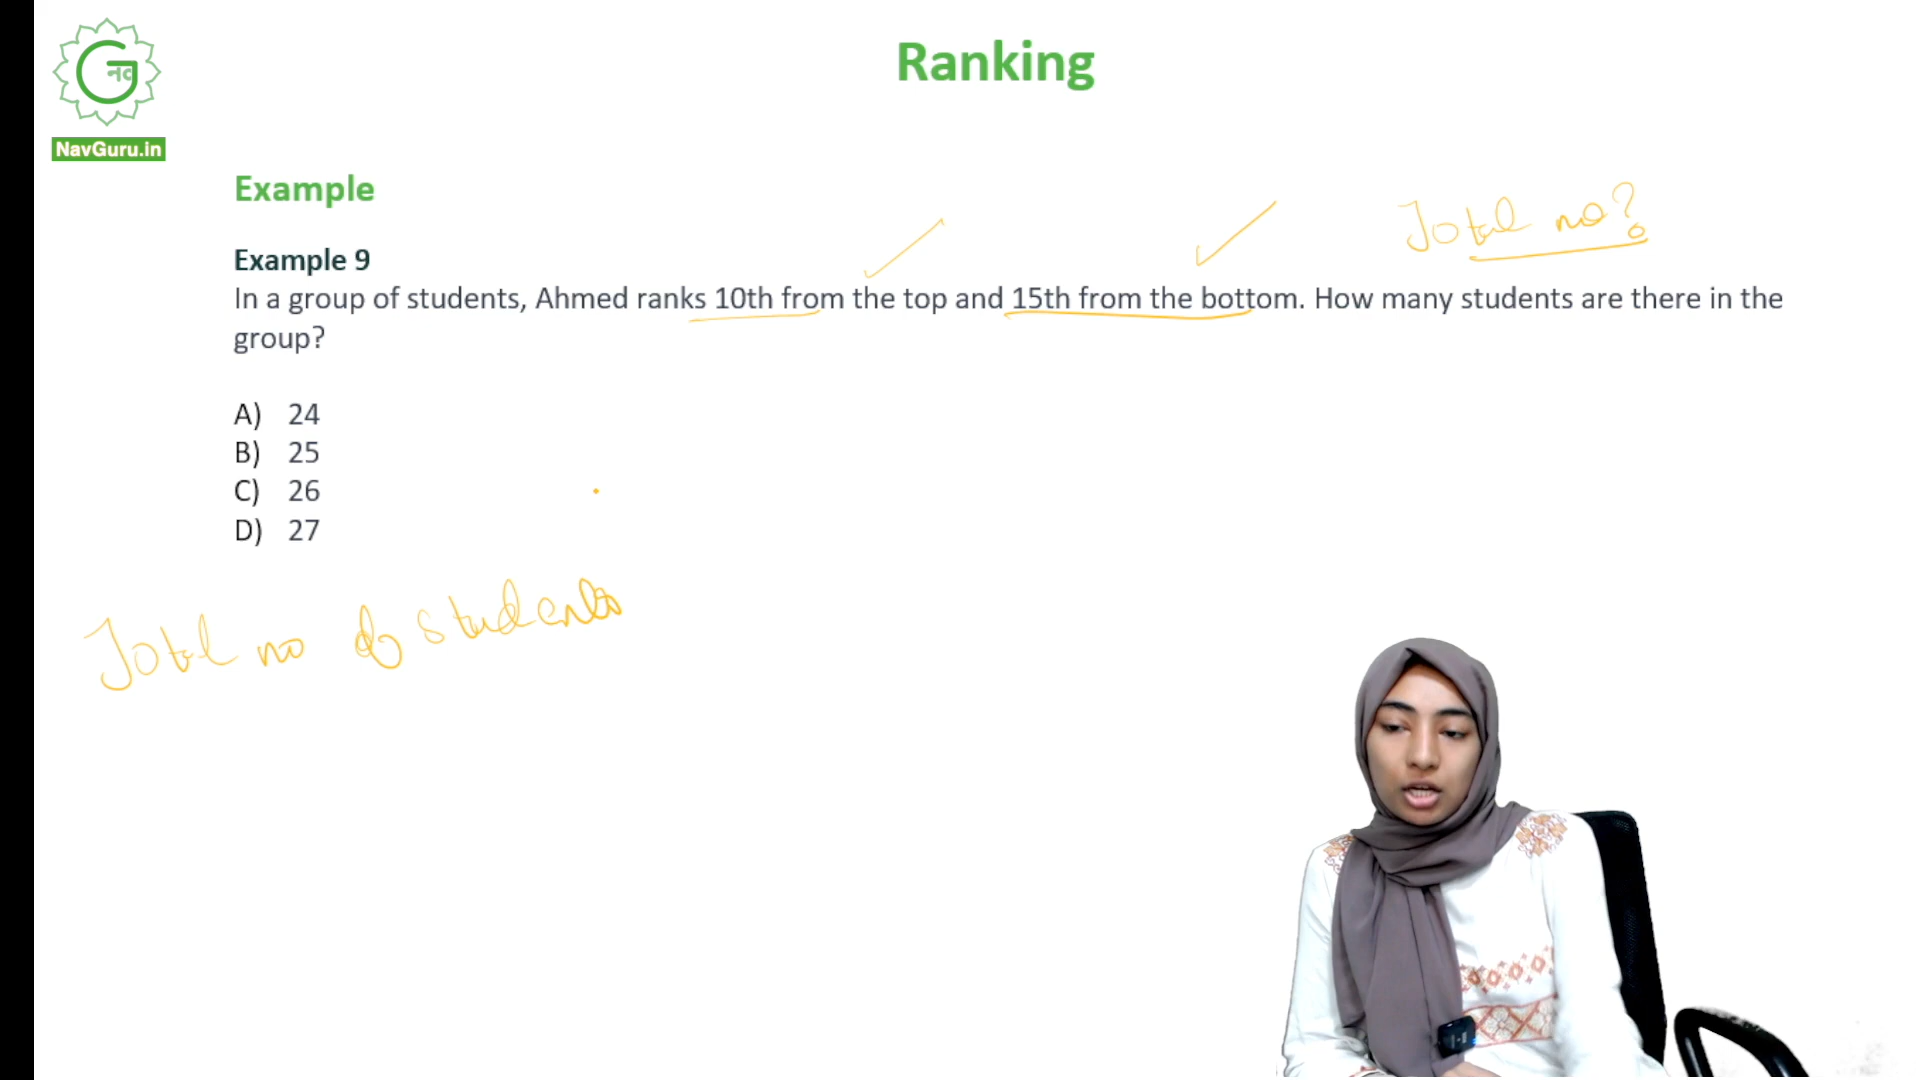 नव
NavGuru.in
Ranking
Example
Total no?
Example 9
In a group of students, Ahmed ranks 10th from the top and 15th from the bottom. How many students are there in the
group?
A) 24
B) 25
C) 26
D) 27
Total no of students